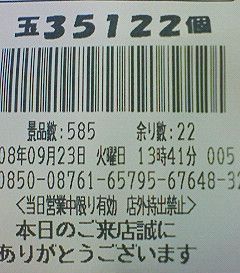 玉35122個
景品数:585 余り数:22
08年09月23日 火曜日 13時41分 005
0850-08761-65795-67648-32
<当日営業中限り有効 店外持出禁止>
本日のご来店誠に
ありがとうございます